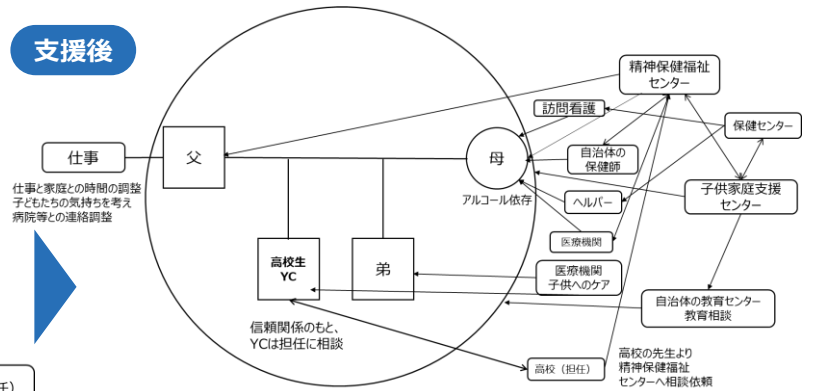 支援後
精神保健福祉
センター
訪問看護
保健センター
仕事
父
母
自治体の
保健師
仕事と家庭との時間の調整
子どもたちの気持ちを考え
病院等との連絡調整
アルコール依存
ヘルパー
子供家庭支援
センター
医療機関
高校生
YC
弟
医療機関
子供へのケア
自治体の教育センター
教育相談
信頼関係のもと、
YCは担任に相談
高校（担任）
高校の先生より
精神保健福祉
センターへ相談依頼
任）